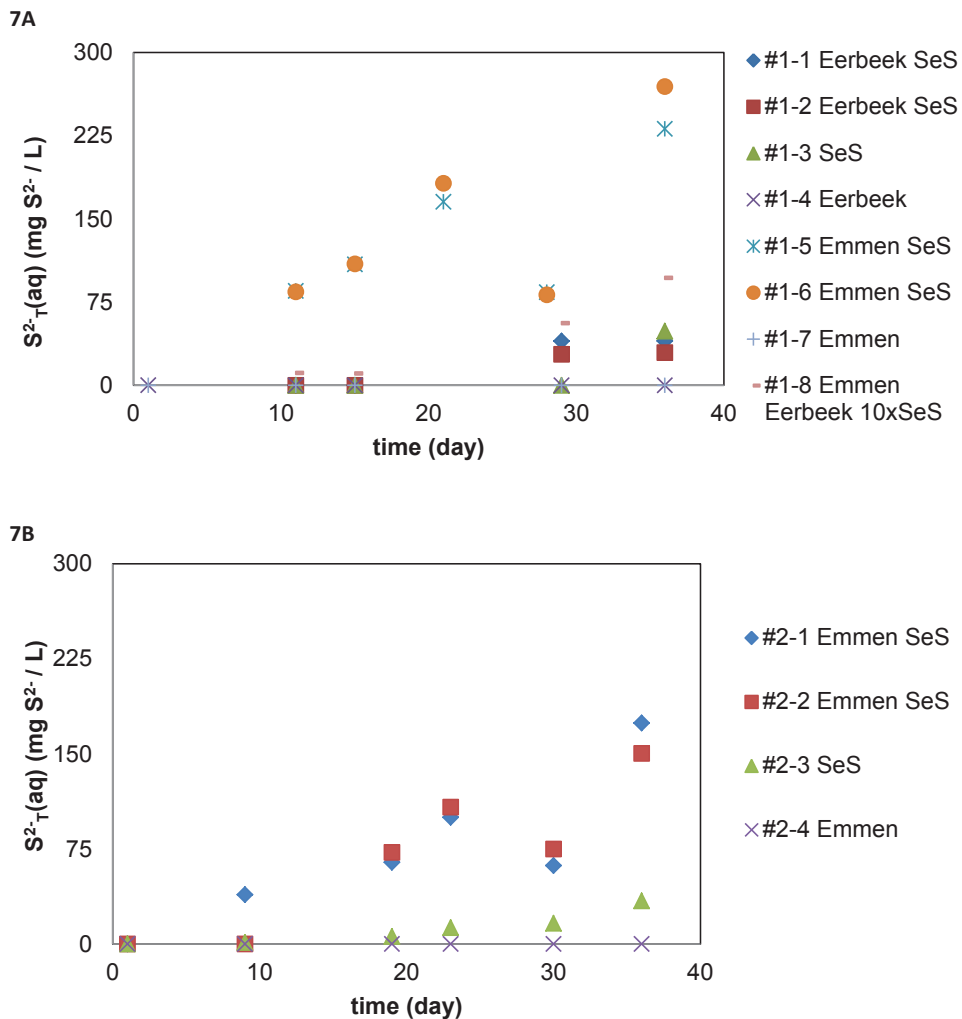 7A
S²⁻T(aq) (mg S²⁻ / L)
300
225
150
75
0
0
10
20
30
40
time (day)
#1-1 Eerbeek SeS
#1-2 Eerbeek SeS
#1-3 SeS
#1-4 Eerbeek
#1-5 Emmen SeS
#1-6 Emmen SeS
#1-7 Emmen
#1-8 Emmen
Eerbeek 10xSeS
7B
S²⁻T(aq) (mg S²⁻ / L)
300
225
150
75
0
0
10
20
30
40
time (day)
#2-1 Emmen SeS
#2-2 Emmen SeS
#2-3 SeS
#2-4 Emmen